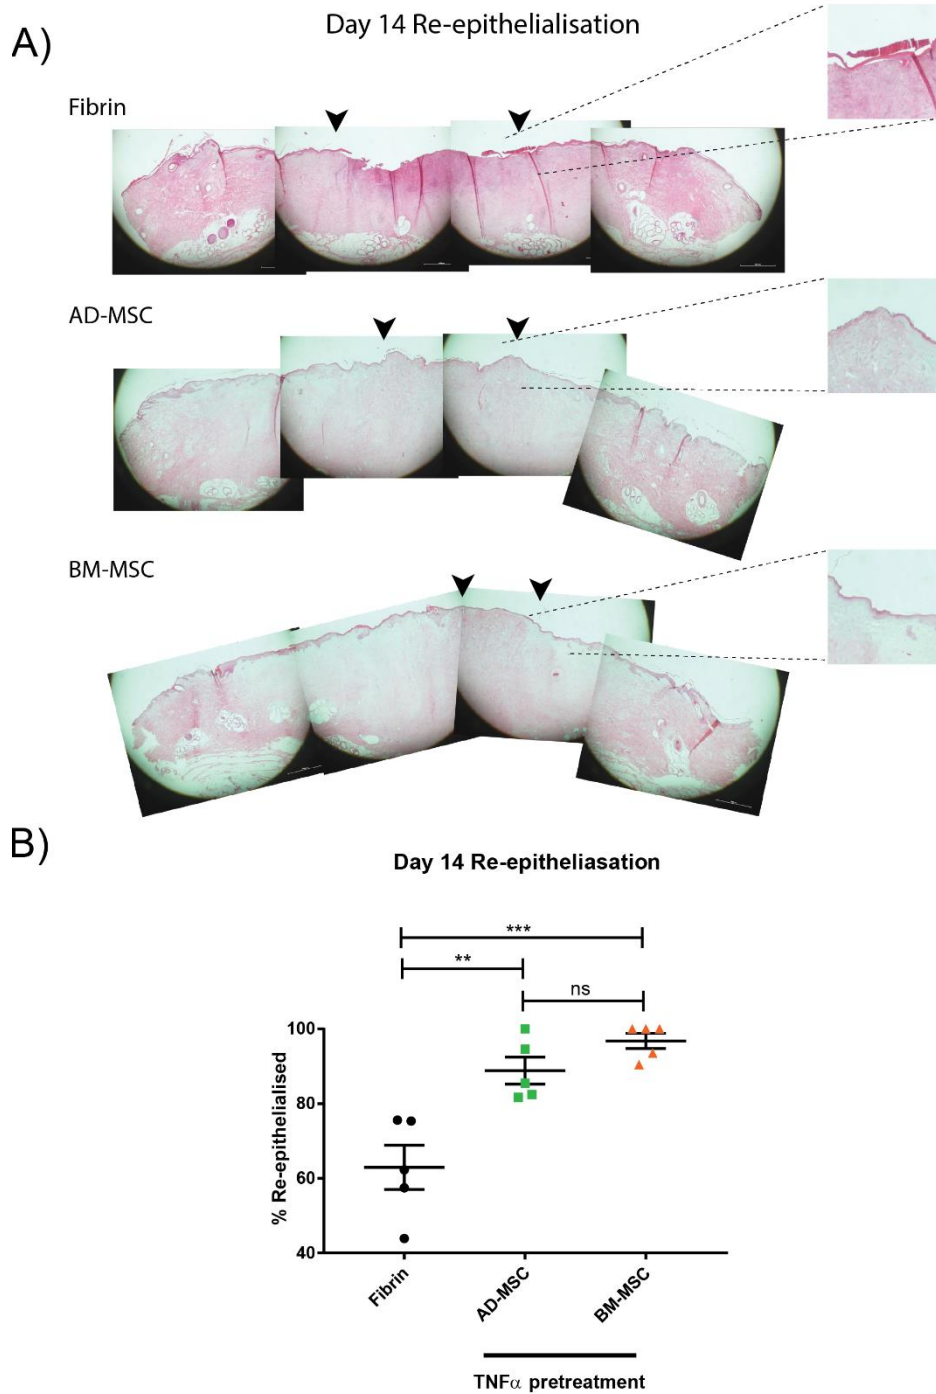 A)
Day 14 Re-epithelialisation
Fibrin
AD-MSC
BM-MSC
B)
Day 14 Re-epitheliasation
***
**
ns
% Re-epithelialised
100
80
60
40
Fibrin
AD-MSC
BM-MSC
TNFα pretreatment